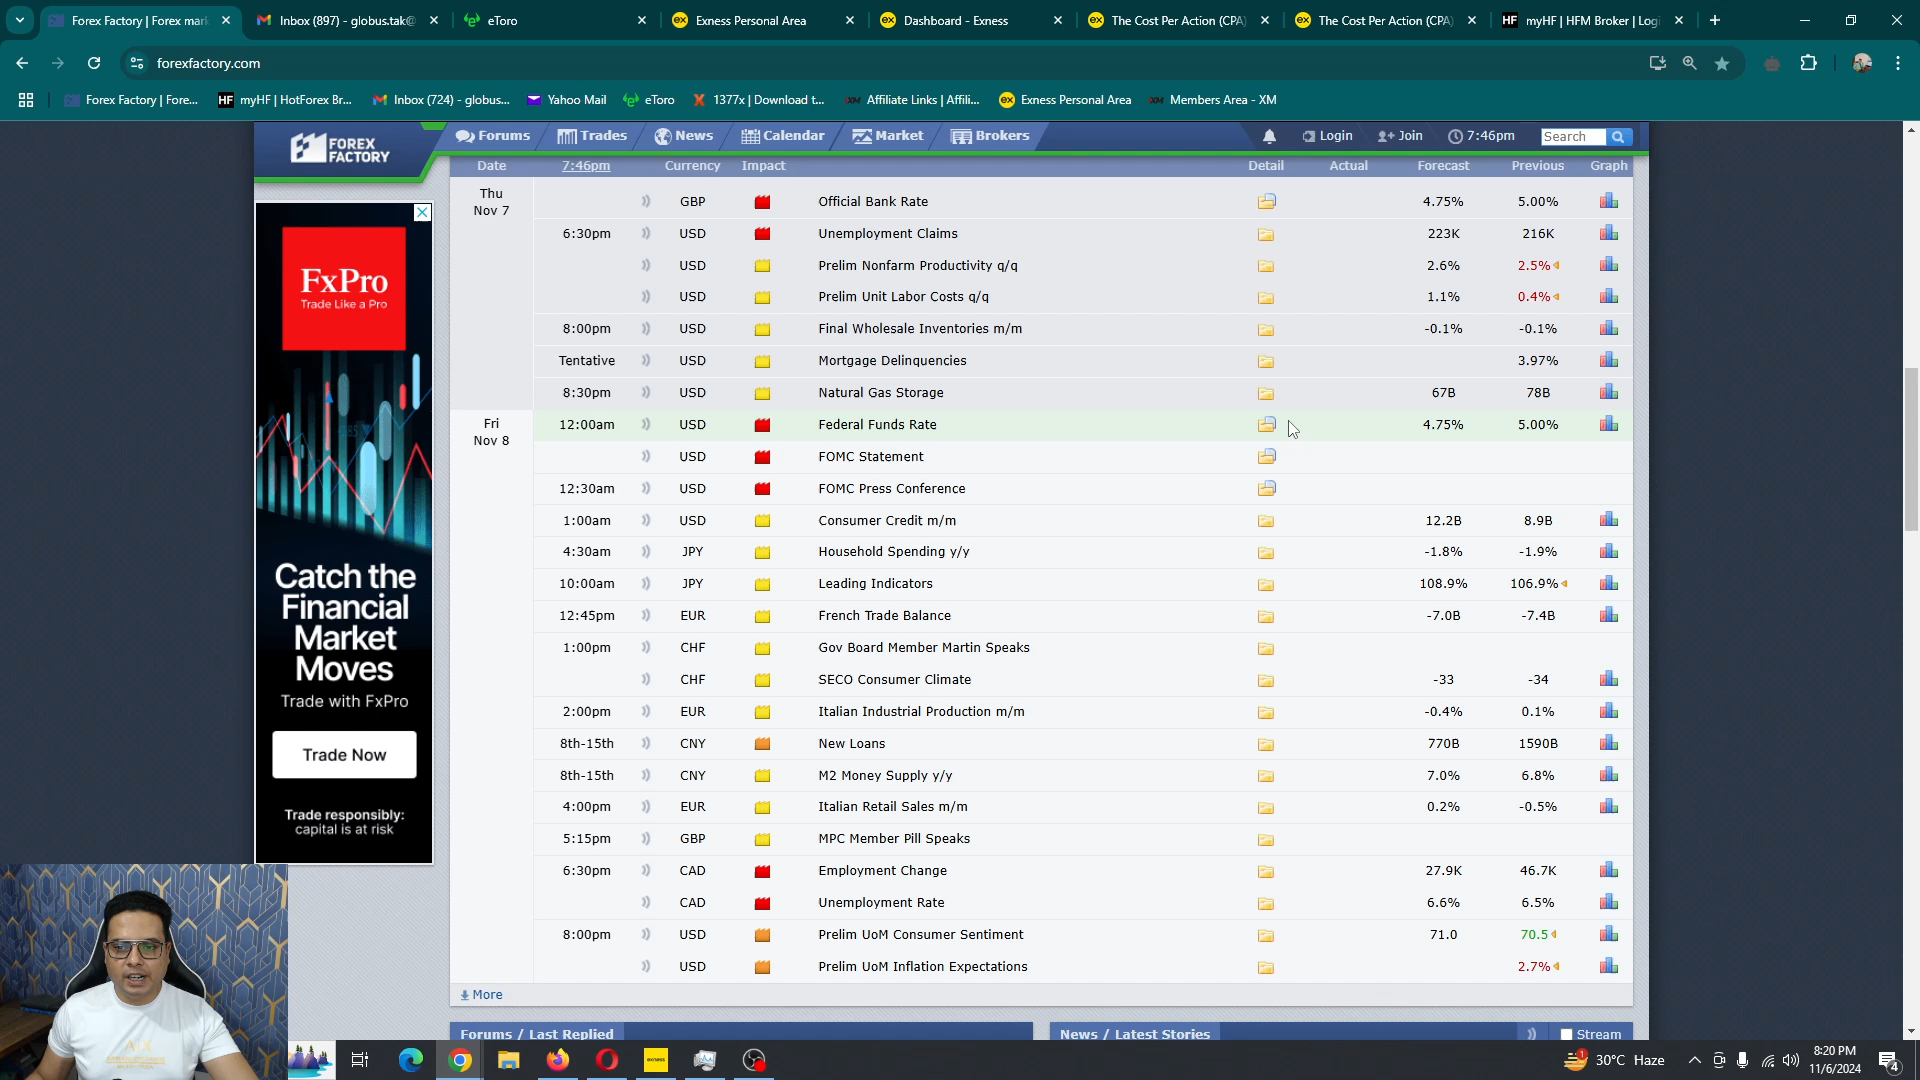 Forex Factory | Forex mar
Inbox (897) - globus.tak@
eToro
Exness Personal Area
Dashboard - Exness
The Cost Per Action (CPA)
The Cost Per Action (CPA)
HF myHF | HFM Broker | Logi
forexfactory.com
Forex Factory | Fore...
HF myHF | HotForex Br...
Inbox (724) - globus...
Yahoo Mail
eToro
1377x | Download t...
Affiliate Links | Affili...
Exness Personal Area
Members Area - XM
FOREX
FACTORY
Forums
Trades
News
Calendar
Market
Brokers
Login
Join
7:46pm
Search
Date 7:46pm Currency Impact Detail Actual Forecast Previous Graph
Thu
Nov 7
GBP Official Bank Rate 4.75% 5.00%
6:30pm USD Unemployment Claims 223K 216K
USD Prelim Nonfarm Productivity q/q 2.6% 2.5%
USD Prelim Unit Labor Costs q/q 1.1% 0.4%
8:00pm USD Final Wholesale Inventories m/m -0.1% -0.1%
Tentative USD Mortgage Delinquencies 3.97%
8:30pm USD Natural Gas Storage 67B 78B
Fri
Nov 8
12:00am USD Federal Funds Rate 4.75% 5.00%
USD FOMC Statement
12:30am USD FOMC Press Conference
1:00am USD Consumer Credit m/m 12.2B 8.9B
4:30am JPY Household Spending y/y -1.8% -1.9%
10:00am JPY Leading Indicators 108.9% 106.9%
12:45pm EUR French Trade Balance -7.0B -7.4B
1:00pm CHF Gov Board Member Martin Speaks
CHF SECO Consumer Climate -33 -34
2:00pm EUR Italian Industrial Production m/m -0.4% 0.1%
8th-15th CNY New Loans 770B 1590B
8th-15th CNY M2 Money Supply y/y 7.0% 6.8%
4:00pm EUR Italian Retail Sales m/m 0.2% -0.5%
5:15pm GBP MPC Member Pill Speaks
6:30pm CAD Employment Change 27.9K 46.7K
CAD Unemployment Rate 6.6% 6.5%
8:00pm USD Prelim UoM Consumer Sentiment 71.0 70.5
USD Prelim UoM Inflation Expectations 2.7%
More
Forums / Last Replied
News / Latest Stories
Stream
FxPro
Trade Like a Pro
Catch the
Financial
Market
Moves
Trade with FxPro
Trade Now
Trade responsibly:
capital is at risk
30°C Haze
8:20 PM
11/6/2024
4